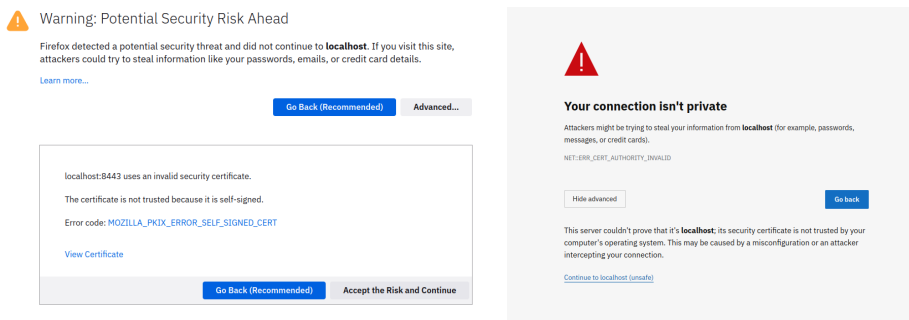 Warning: Potential Security Risk Ahead
Firefox detected a potential security threat and did not continue to localhost. If you visit this site,
attackers could try to steal information like your passwords, emails, or credit card details.
Learn more...
Go Back (Recommended)
Advanced...
localhost:8443 uses an invalid security certificate.
The certificate is not trusted because it is self-signed.
Error code: MOZILLA_PKIX_ERROR_SELF_SIGNED_CERT
View Certificate
Go Back (Recommended)
Accept the Risk and Continue
Your connection isn't private
Attackers might be trying to steal your information from localhost (for example, passwords,
messages, or credit cards).
NET::ERR_CERT_AUTHORITY_INVALID
Hide advanced
Go back
This server couldn't prove that it's localhost; its security certificate is not trusted by your
computer's operating system. This may be caused by a misconfiguration or an attacker
intercepting your connection.
Continue to localhost (unsafe)